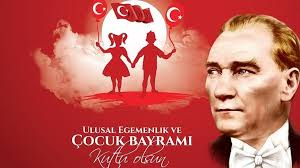 ULUSAL EGEMENLİK VE
ÇOCUK BAYRAMI
Kutlu olsun